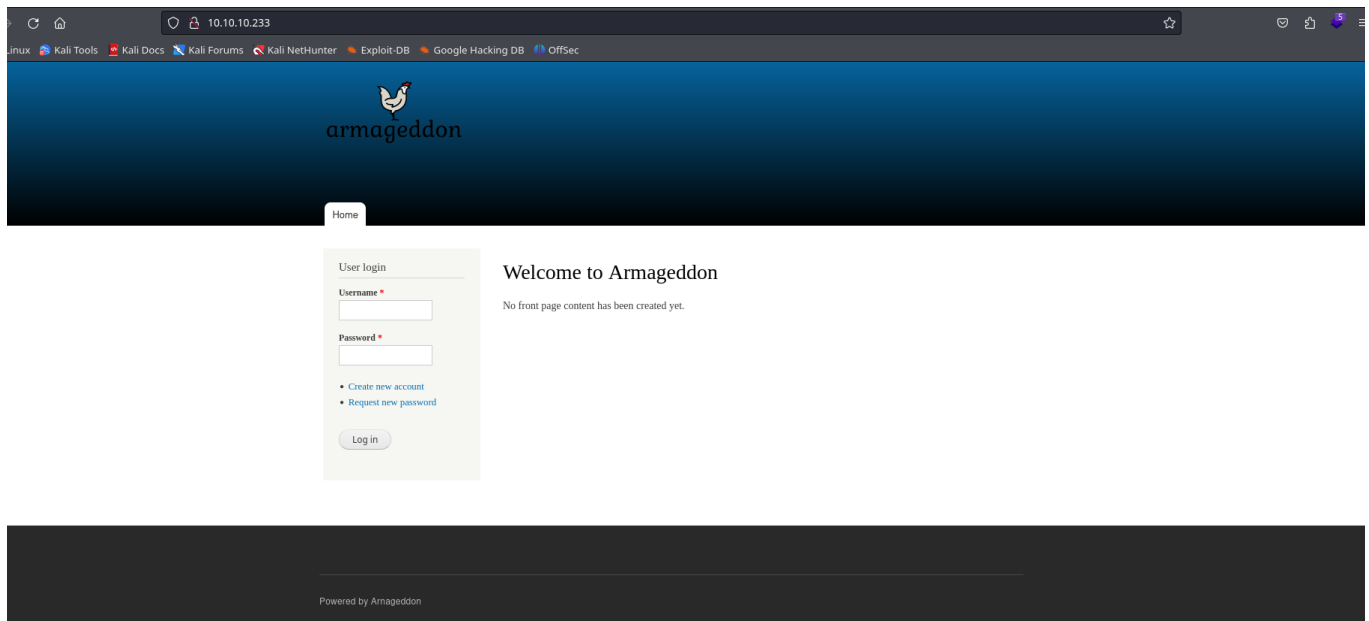 10.10.10.233
Linux Kali Tools Kali Docs Kali Forums Kali NetHunter Exploit-DB Google Hacking DB OffSec
armageddon
Home
User login
Username *
Password *
Create new account
Request new password
Log in
Welcome to Armageddon
No front page content has been created yet.
Powered by Arnageddon
5